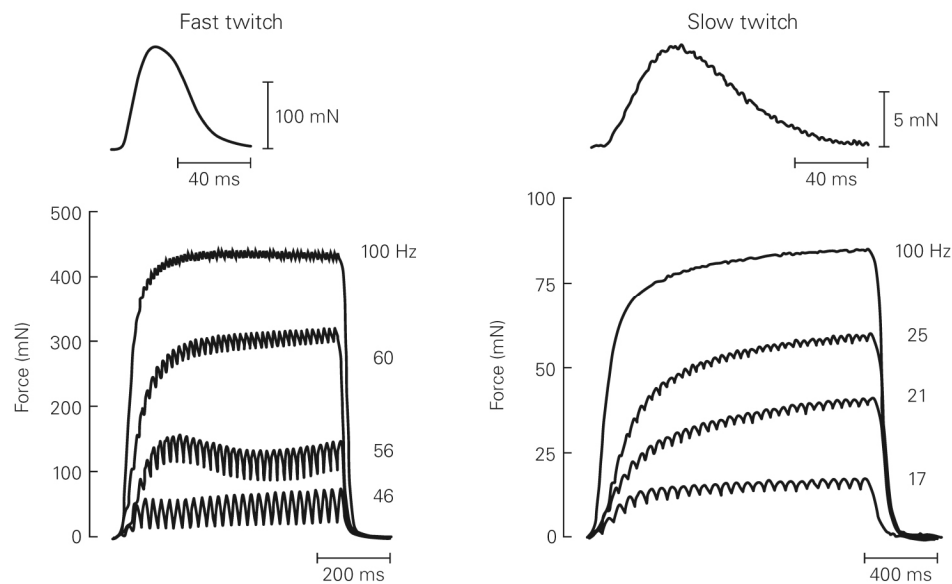 Fast twitch
100 mN
40 ms
500
400
300
200
100
0
Force (mN)
100 Hz
60
56
46
200 ms
Slow twitch
5 mN
40 ms
100
75
50
25
0
Force (mN)
100 Hz
25
21
17
400 ms